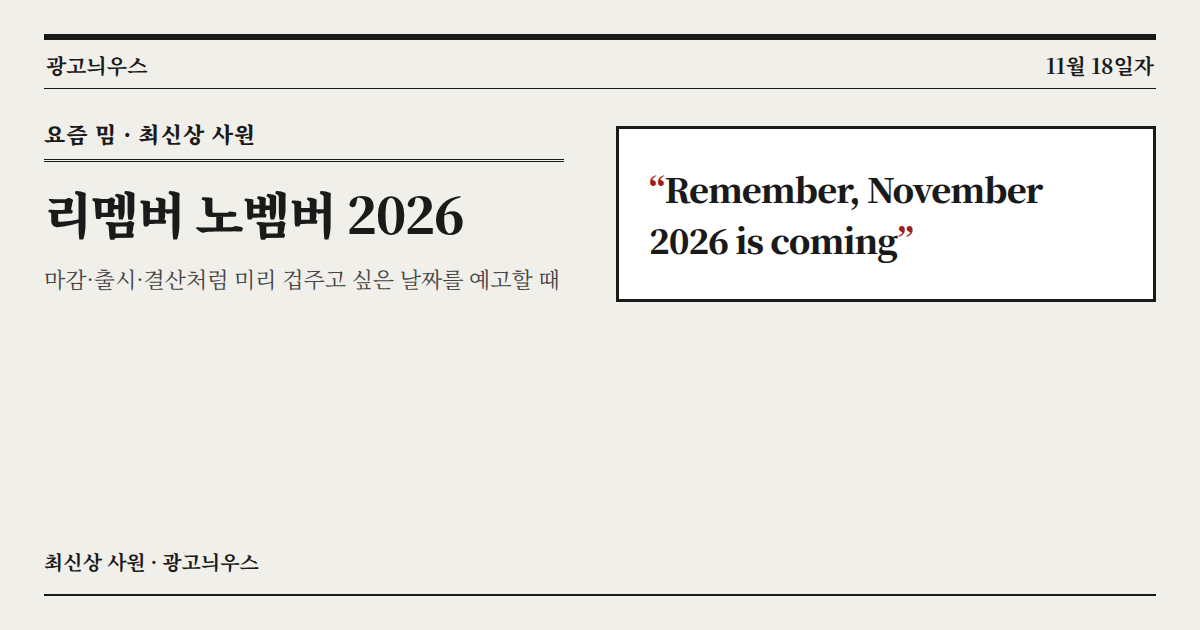 광고늬우스
11월 18일자
요즘 밈 · 최신상 사원
리멤버 노벰버 2026
마감·출시·결산처럼 미리 겁주고 싶은 날짜를 예고할 때
“Remember, November
2026 is coming”
최신상 사원 · 광고늬우스